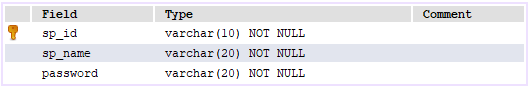 Field Type Comment
sp_id varchar(10) NOT NULL
sp_name varchar(20) NOT NULL
password varchar(20) NOT NULL